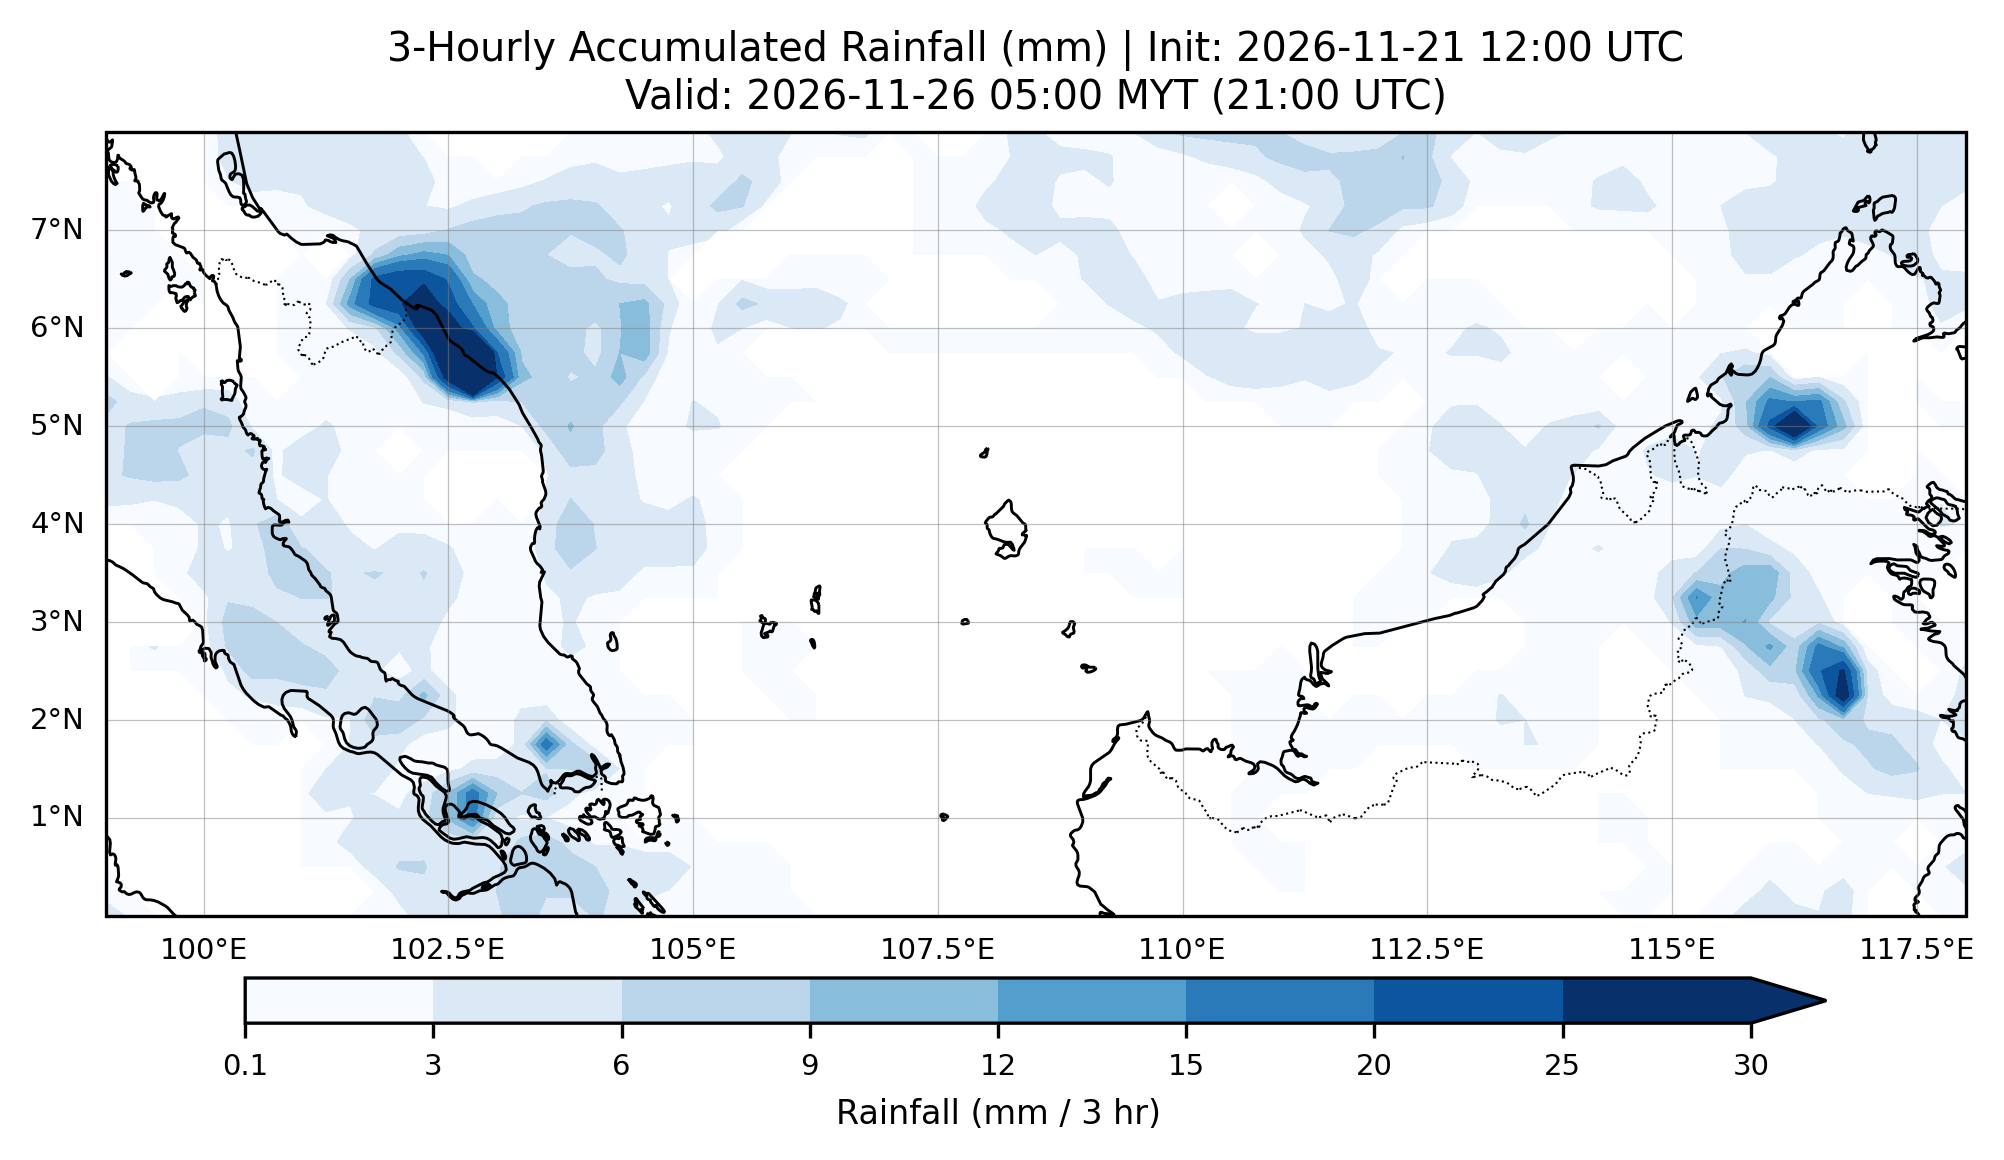 3-Hourly Accumulated Rainfall (mm) | Init: 2026-11-21 12:00 UTC
Valid: 2026-11-26 05:00 MYT (21:00 UTC)
7°N
6°N
5°N
4°N
3°N
2°N
1°N
100°E 102.5°E 105°E 107.5°E 110°E 112.5°E 115°E 117.5°E
0.1 3 6 9 12 15 20 25 30
Rainfall (mm / 3 hr)